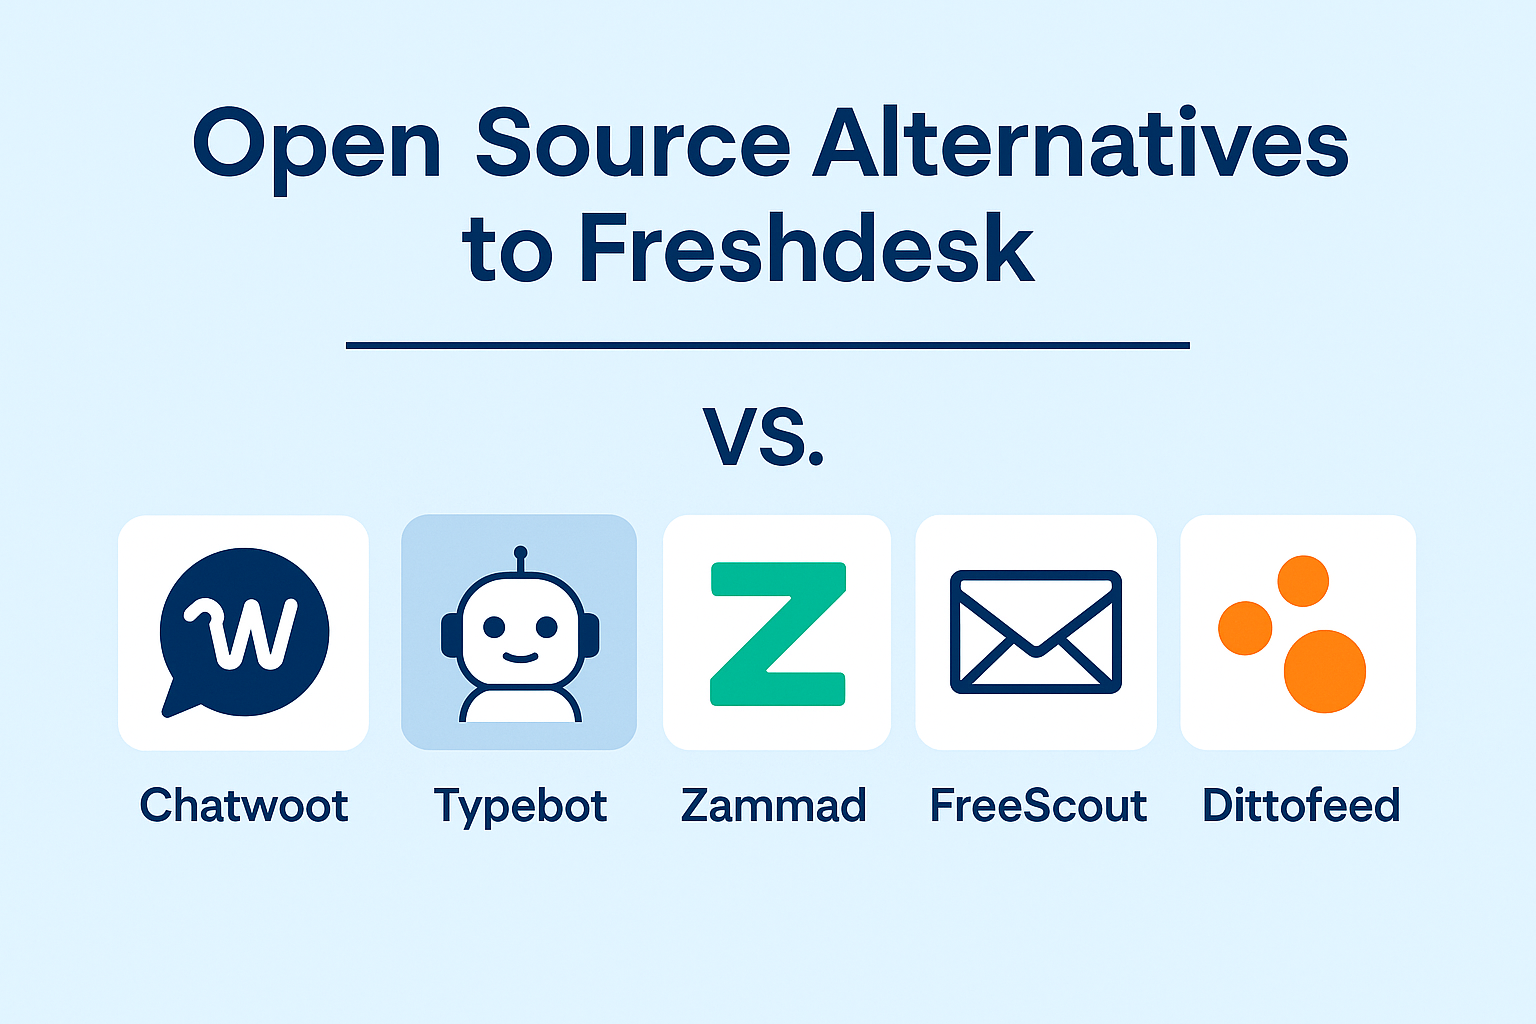 Open Source Alternatives
to Freshdesk
VS.
W
Z
Chatwoot
Typebot
Zammad
FreeScout
Dittofeed